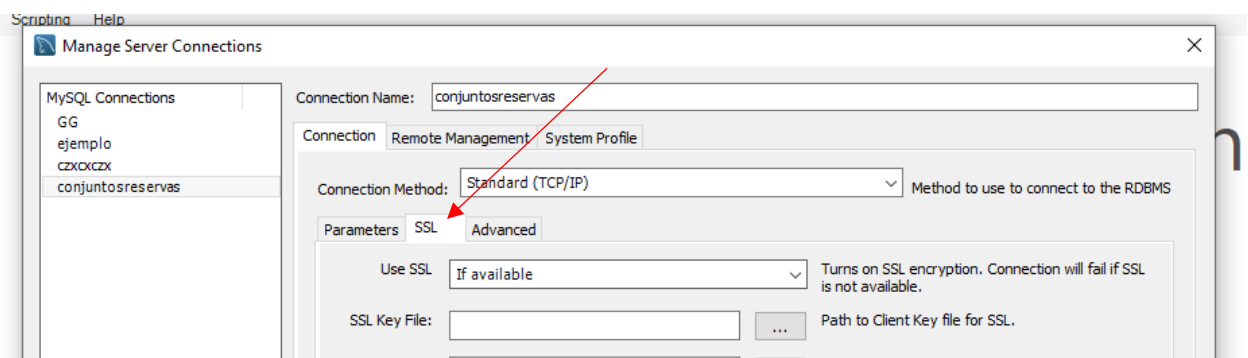 Scripting Help
Manage Server Connections
MySQL Connections
GG
ejemplo
czxcxczx
conjuntosreservas
Connection Name: conjuntosreservas
Connection Remote Management System Profile
Connection Method: Standard (TCP/IP) Method to use to connect to the RDBMS
Parameters SSL Advanced
Use SSL If available Turns on SSL encryption. Connection will fail if SSL
is not available.
SSL Key File: ... Path to Client Key file for SSL.